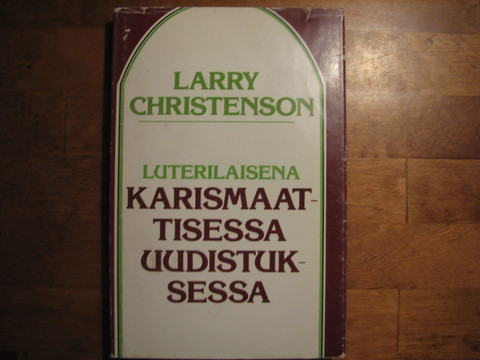 LARRY
CHRISTENSON
LUTERILAISENA
KARISMAAT-
TISESSA
UUDISTUK-
SESSA